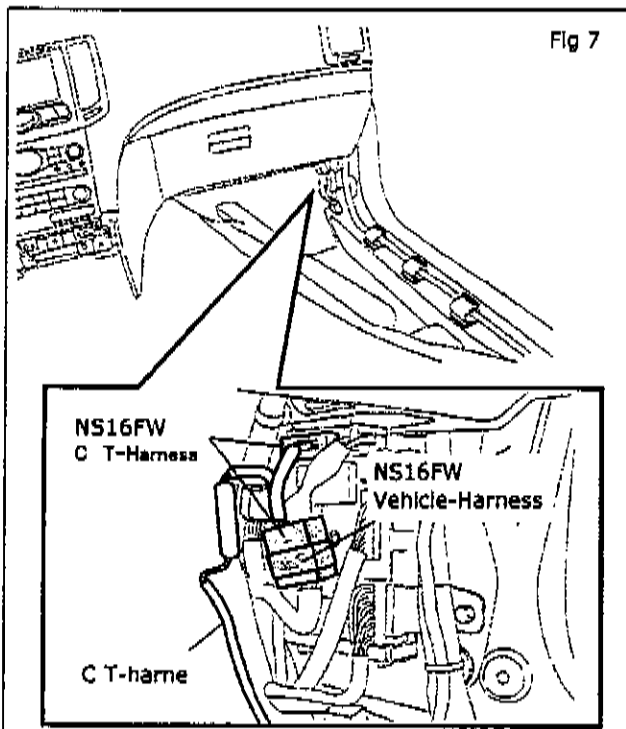 Fig 7
NS16FW
C T-Harness
NS16FW
Vehicle-Harness
C T-harne